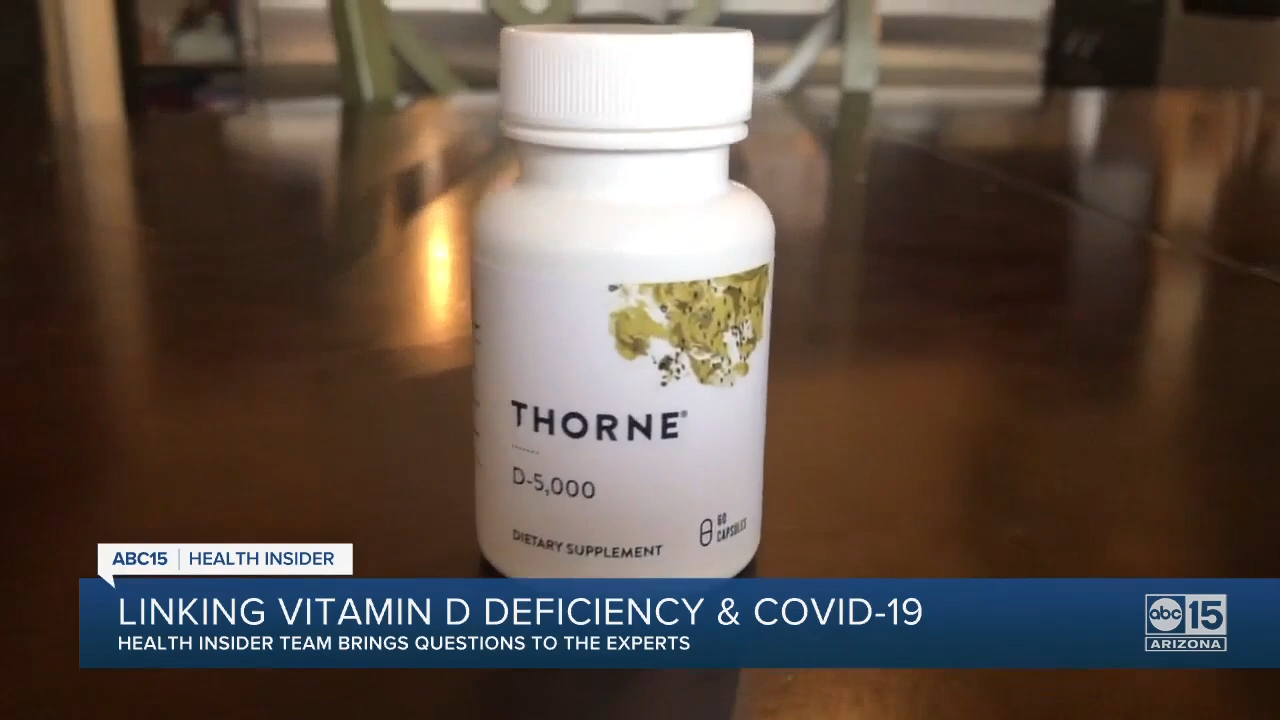 THORNE®
D-5,000
60
CAPSULES
DIETARY SUPPLEMENT
ABC15 | HEALTH INSIDER
LINKING VITAMIN D DEFICIENCY & COVID-19
HEALTH INSIDER TEAM BRINGS QUESTIONS TO THE EXPERTS
abc 15
ARIZONA